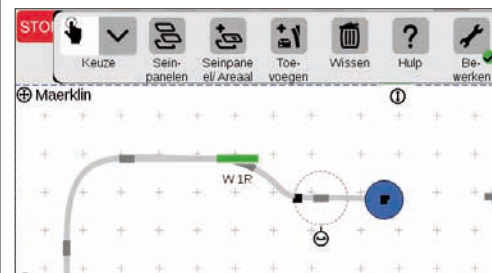 STO
Keuze
Sein-
panelen
Seinpane
el/ Areaal
Toe-
voegen
Wissen
?
Hulp
Be-
werken
Maerklin
W 1R